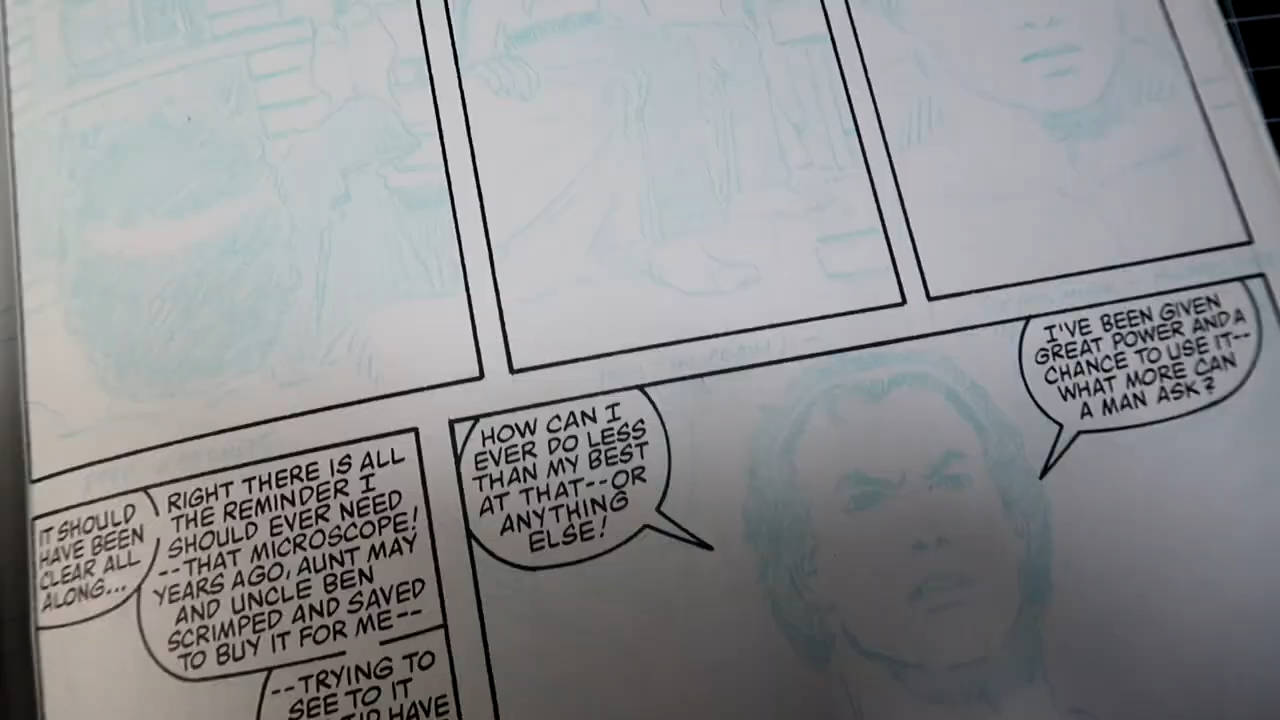 IT SHOULD
HAVE BEEN
CLEAR ALL
ALONG...
RIGHT THERE IS ALL
THE REMINDER I
SHOULD EVER NEED
--THAT MICROSCOPE!
YEARS AGO, AUNT MAY
AND UNCLE BEN
SCRIMPED AND SAVED
TO BUY IT FOR ME--
--TRYING TO
SEE TO IT
HAVE
HOW CAN I
EVER DO LESS
THAN MY BEST
AT THAT--OR
ANYTHING
ELSE!
I'VE BEEN GIVEN
GREAT POWER AND A
CHANCE TO USE IT--
WHAT MORE CAN
A MAN ASK?